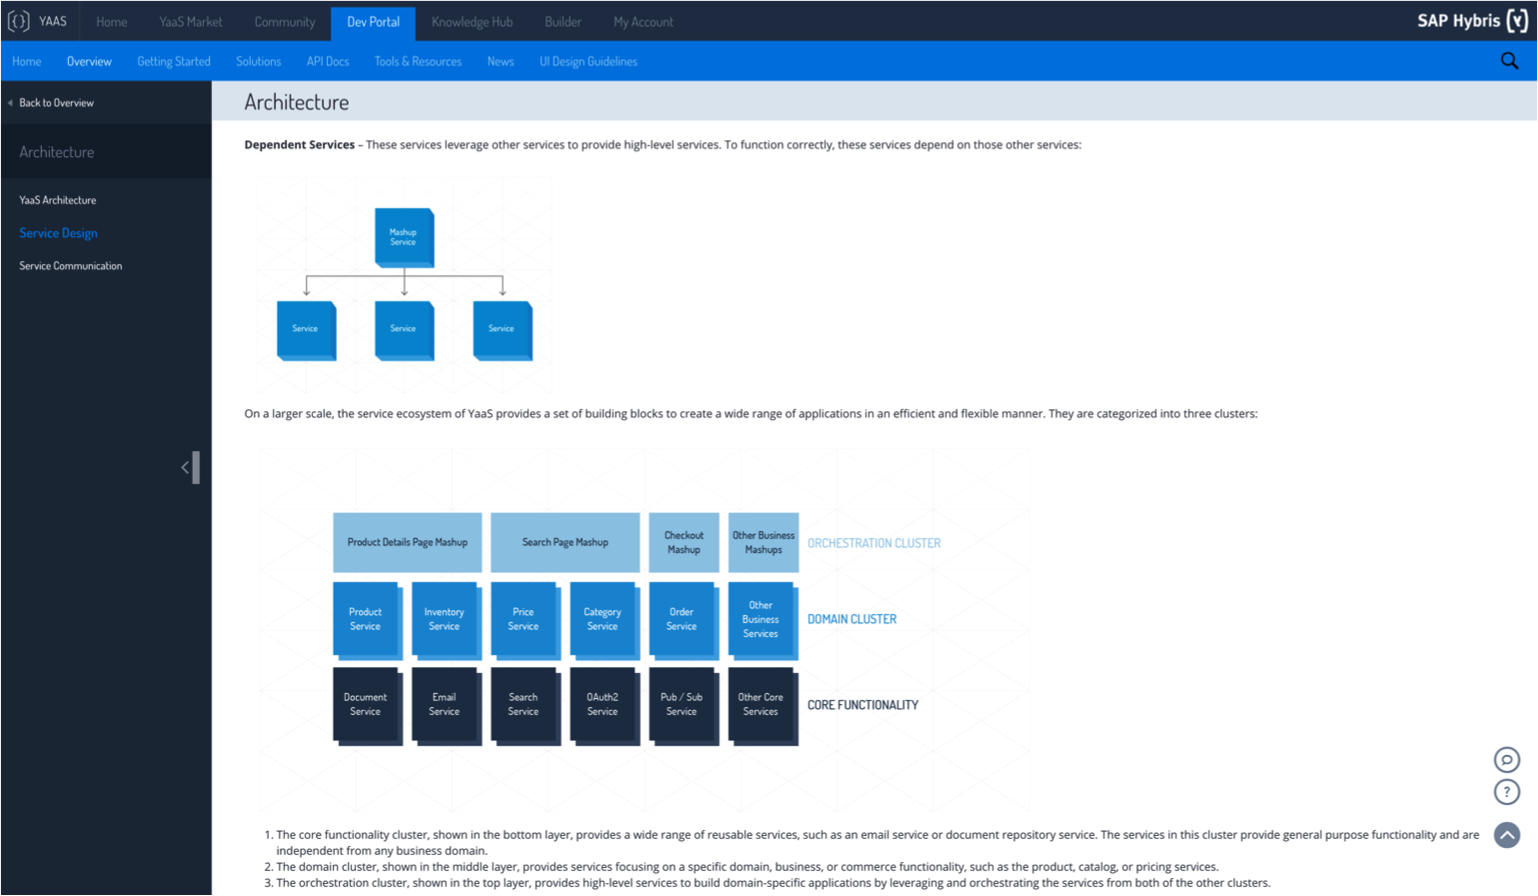 YAAS Home YaaS Market Community Dev Portal Knowledge Hub Builder My Account SAP Hybris (Y)
Home Overview Getting Started Solutions API Docs Tools & Resources News UI Design Guidelines
Back to Overview
Architecture
YaaS Architecture
Service Design
Service Communication
Architecture
Dependent Services – These services leverage other services to provide high-level services. To function correctly, these services depend on those other services:
Mashup
Service
Service Service Service
On a larger scale, the service ecosystem of YaaS provides a set of building blocks to create a wide range of applications in an efficient and flexible manner. They are categorized into three clusters:
Product Details Page Mashup
Search Page Mashup
Checkout
Mashup
Other Business
Mashups
ORCHESTRATION CLUSTER
Product
Service
Inventory
Service
Price
Service
Category
Service
Order
Service
Other
Business
Services
DOMAIN CLUSTER
Document
Service
Email
Service
Search
Service
OAuth2
Service
Pub / Sub
Service
Other Core
Services
CORE FUNCTIONALITY
1. The core functionality cluster, shown in the bottom layer, provides a wide range of reusable services, such as an email service or document repository service. The services in this cluster provide general purpose functionality and are
independent from any business domain.
2. The domain cluster, shown in the middle layer, provides services focusing on a specific domain, business, or commerce functionality, such as the product, catalog, or pricing services.
3. The orchestration cluster, shown in the top layer, provides high-level services to build domain-specific applications by leveraging and orchestrating the services from both of the other clusters.
?